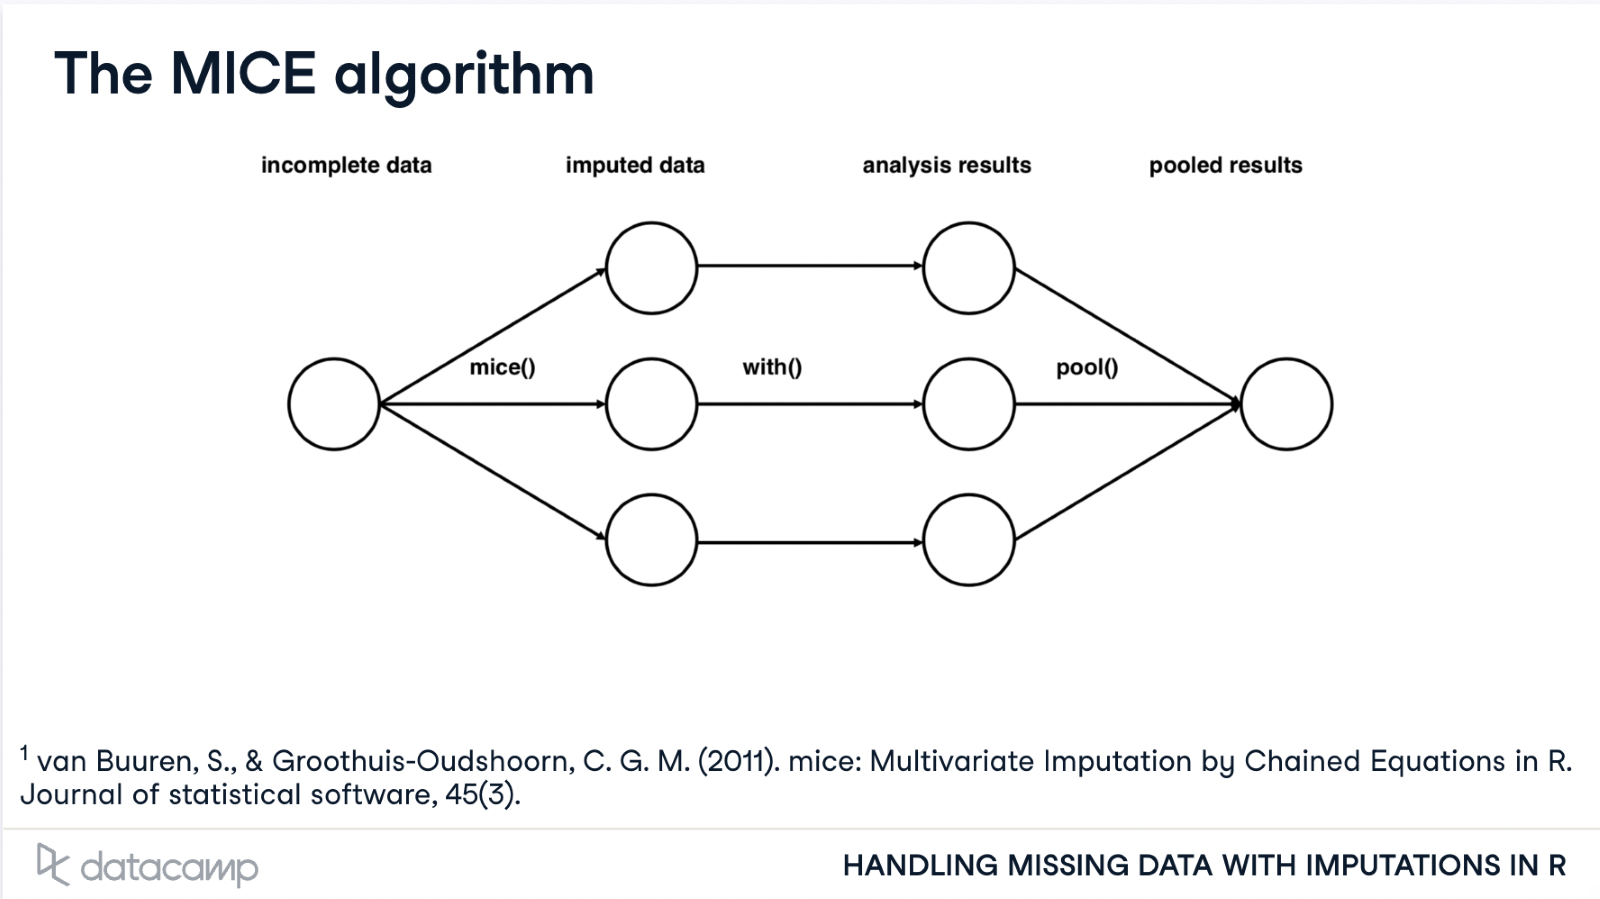 The MICE algorithm
incomplete data
imputed data
analysis results
pooled results
mice()
with()
pool()
1 van Buuren, S., & Groothuis-Oudshoorn, C. G. M. (2011). mice: Multivariate Imputation by Chained Equations in R.
Journal of statistical software, 45(3).
datacamp
HANDLING MISSING DATA WITH IMPUTATIONS IN R